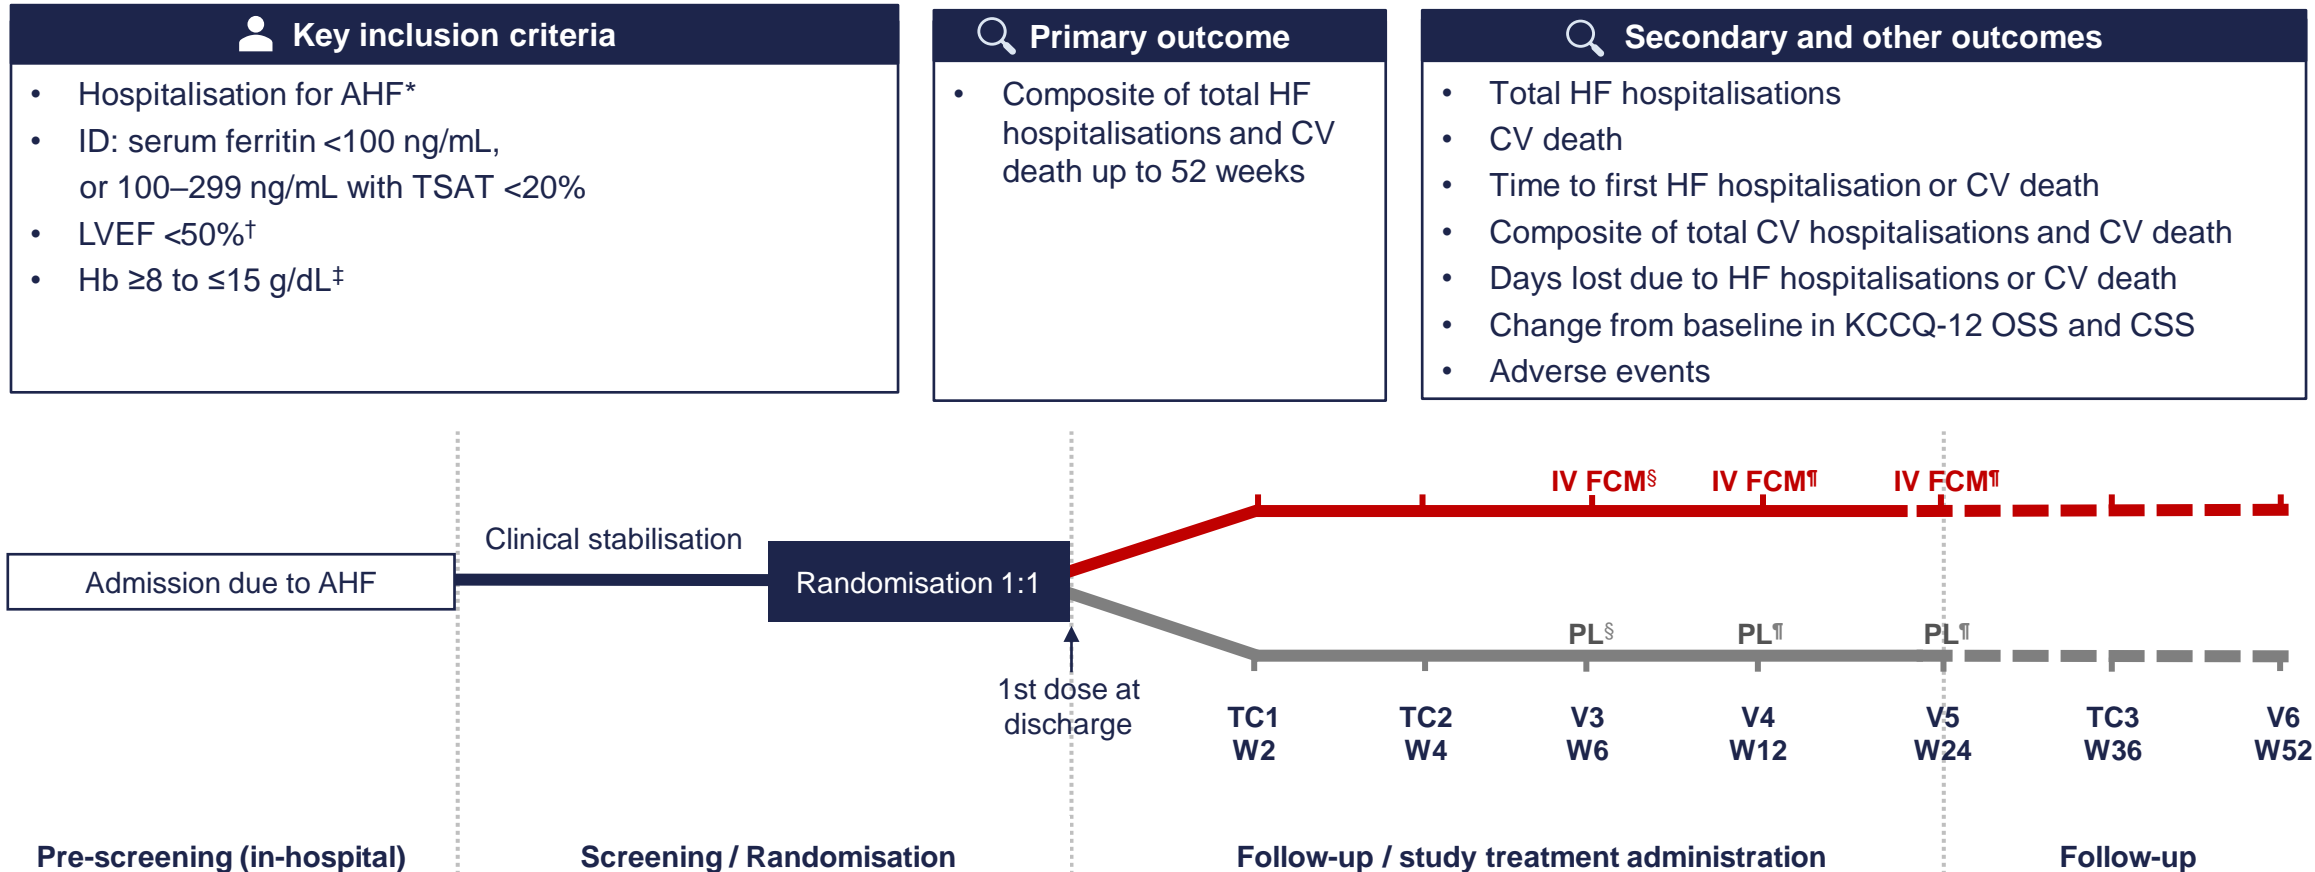 Key inclusion criteria
• Hospitalisation for AHF*
• ID: serum ferritin <100 ng/mL,
or 100–299 ng/mL with TSAT <20%
• LVEF <50%†
• Hb ≥8 to ≤15 g/dL‡
Primary outcome
• Composite of total HF
hospitalisations and CV
death up to 52 weeks
Secondary and other outcomes
• Total HF hospitalisations
• CV death
• Time to first HF hospitalisation or CV death
• Composite of total CV hospitalisations and CV death
• Days lost due to HF hospitalisations or CV death
• Change from baseline in KCCQ-12 OSS and CSS
• Adverse events
IV FCM§ IV FCM¶ IV FCM¶
Clinical stabilisation
Admission due to AHF
Randomisation 1:1
PL§ PL¶ PL¶
1st dose at
discharge
TC1 TC2 V3 V4 V5 TC3 V6
W2 W4 W6 W12 W24 W36 W52
Pre-screening (in-hospital) Screening / Randomisation Follow-up / study treatment administration Follow-up